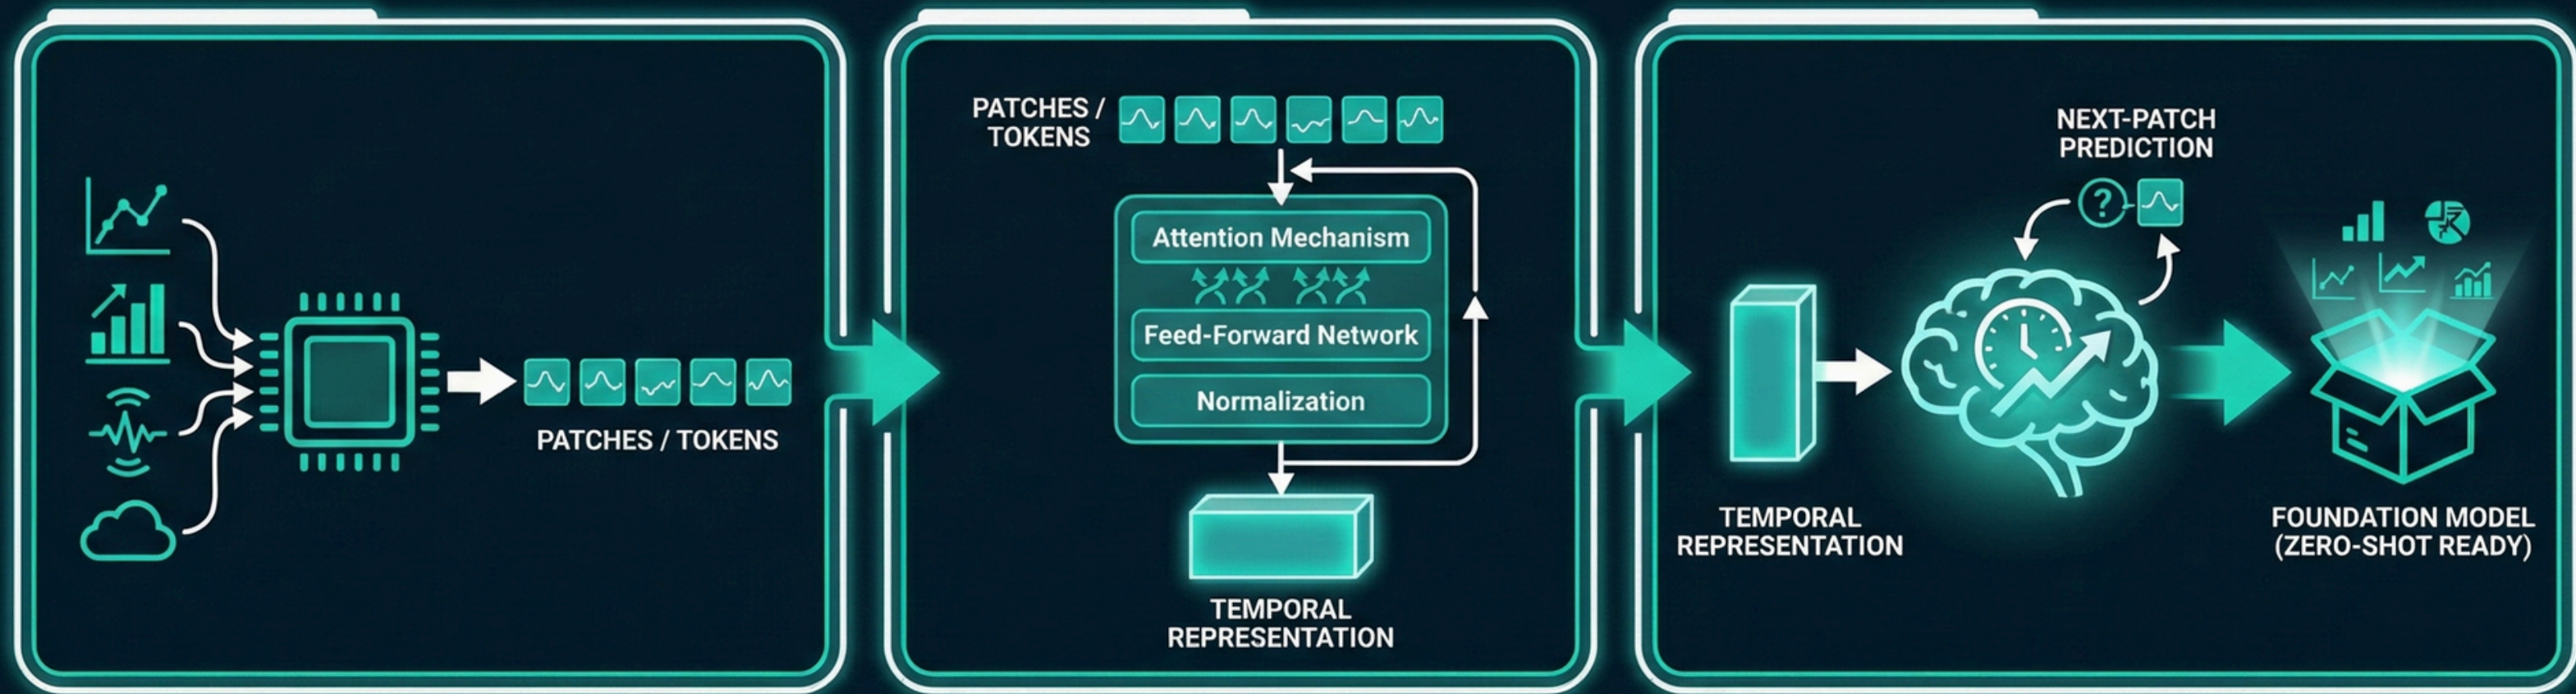 PATCHES / TOKENS
PATCHES /
TOKENS
Attention Mechanism
Feed-Forward Network
Normalization
TEMPORAL
REPRESENTATION
NEXT-PATCH
PREDICTION
?
TEMPORAL
REPRESENTATION
FOUNDATION MODEL
(ZERO-SHOT READY)